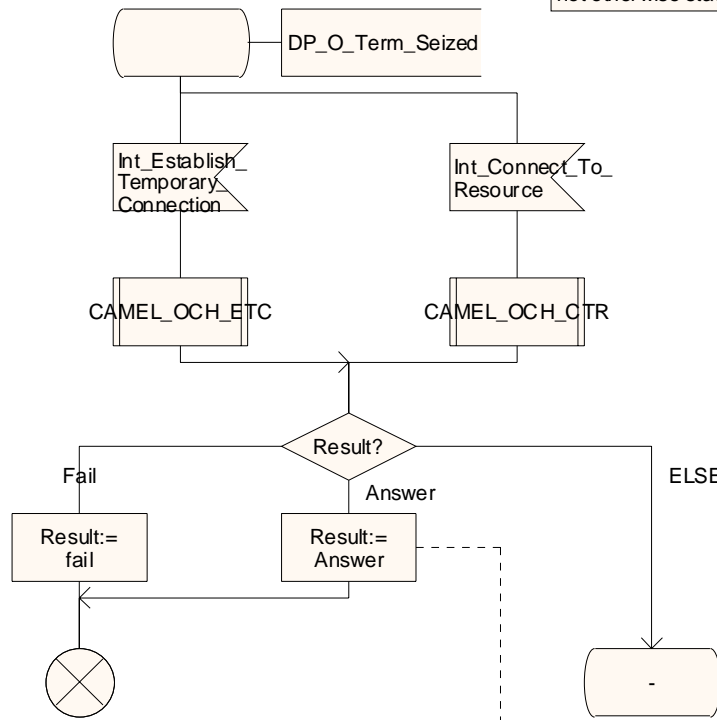 DP_O_Term_Seized
Int_Establish_
Temporary_
Connection
Int_Connect_To_
Resource
CAMEL_OCH_ETC
CAMEL_OCH_CTR
Result?
Fail
Answer
ELSE
Result:=
fail
Result:=
Answer
-